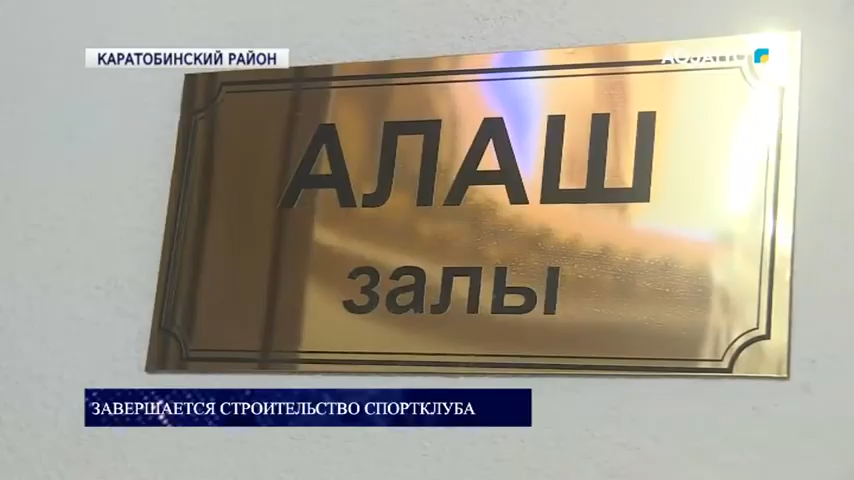 КАРАТОБИНСКИЙ РАЙОН
АЛАШ
залы
ЗАВЕРШАЕТСЯ СТРОИТЕЛЬСТВО СПОРТКЛУБА